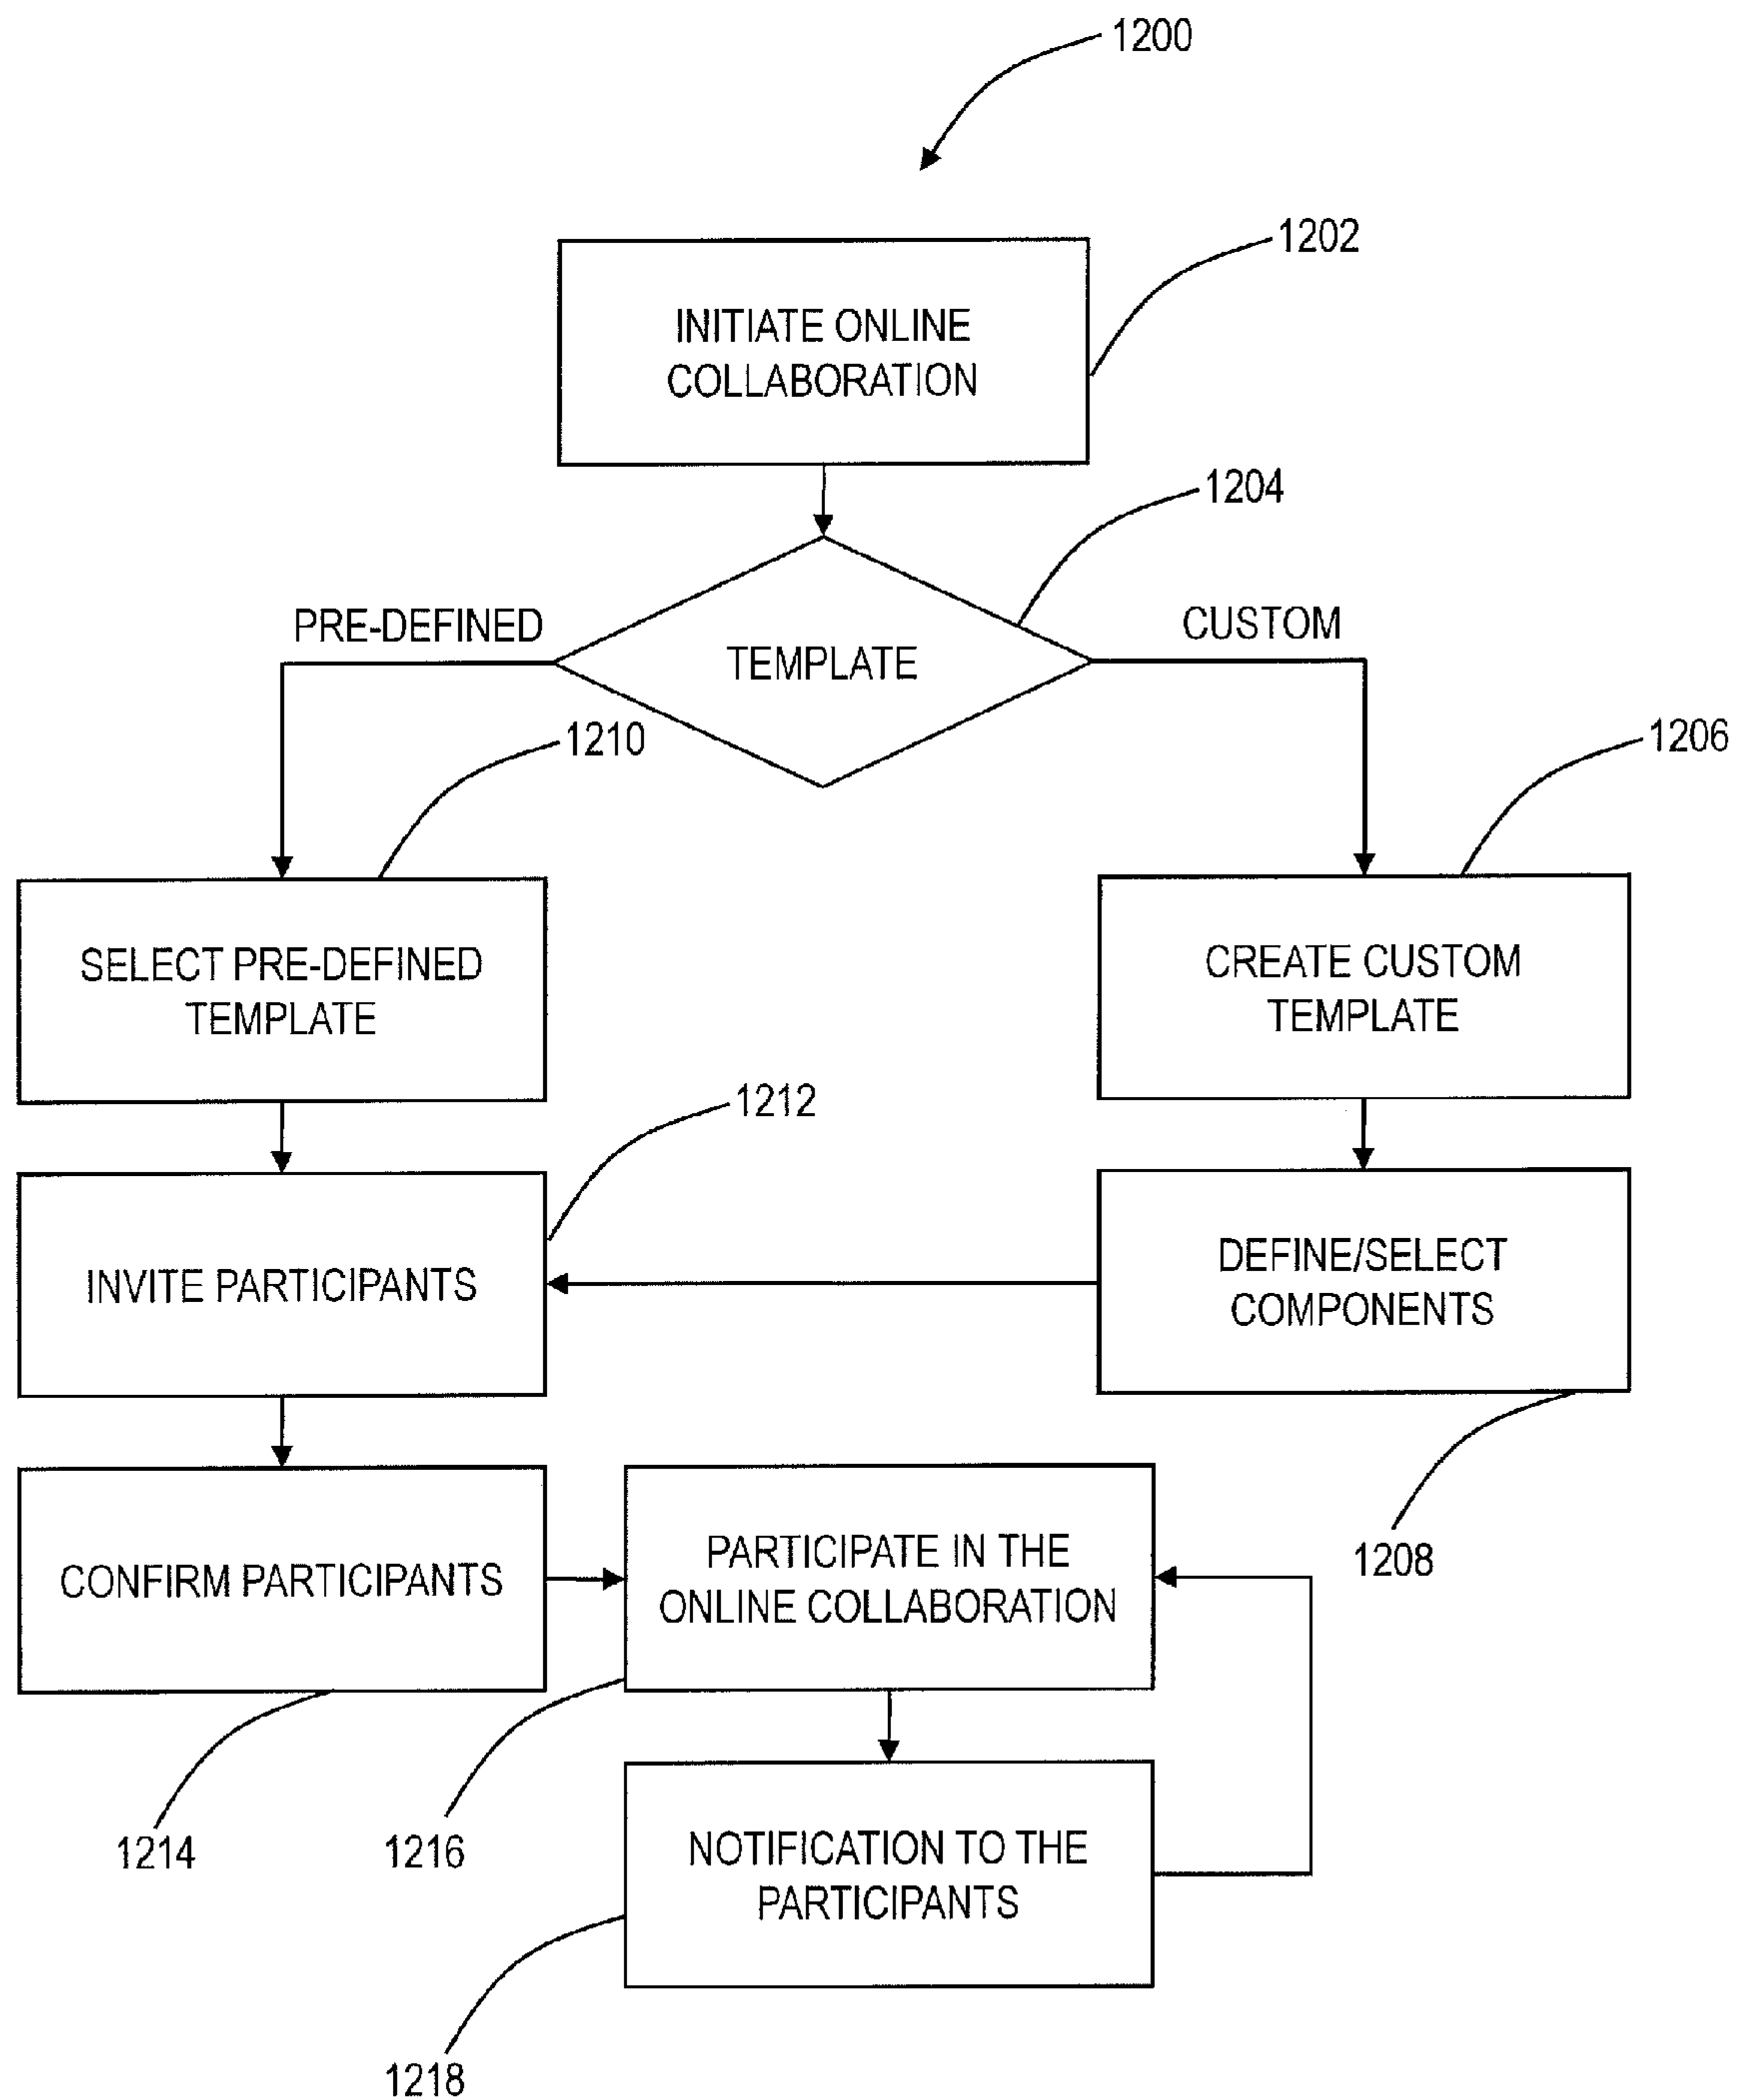 1200
1202
INITIATE ONLINE
COLLABORATION
1204
PRE-DEFINED
CUSTOM
TEMPLATE
1210
1206
SELECT PRE-DEFINED
TEMPLATE
CREATE CUSTOM
TEMPLATE
1212
INVITE PARTICIPANTS
DEFINE/SELECT
COMPONENTS
1208
CONFIRM PARTICIPANTS
PARTICIPATE IN THE
ONLINE COLLABORATION
1214
1216
NOTIFICATION TO THE
PARTICIPANTS
1218